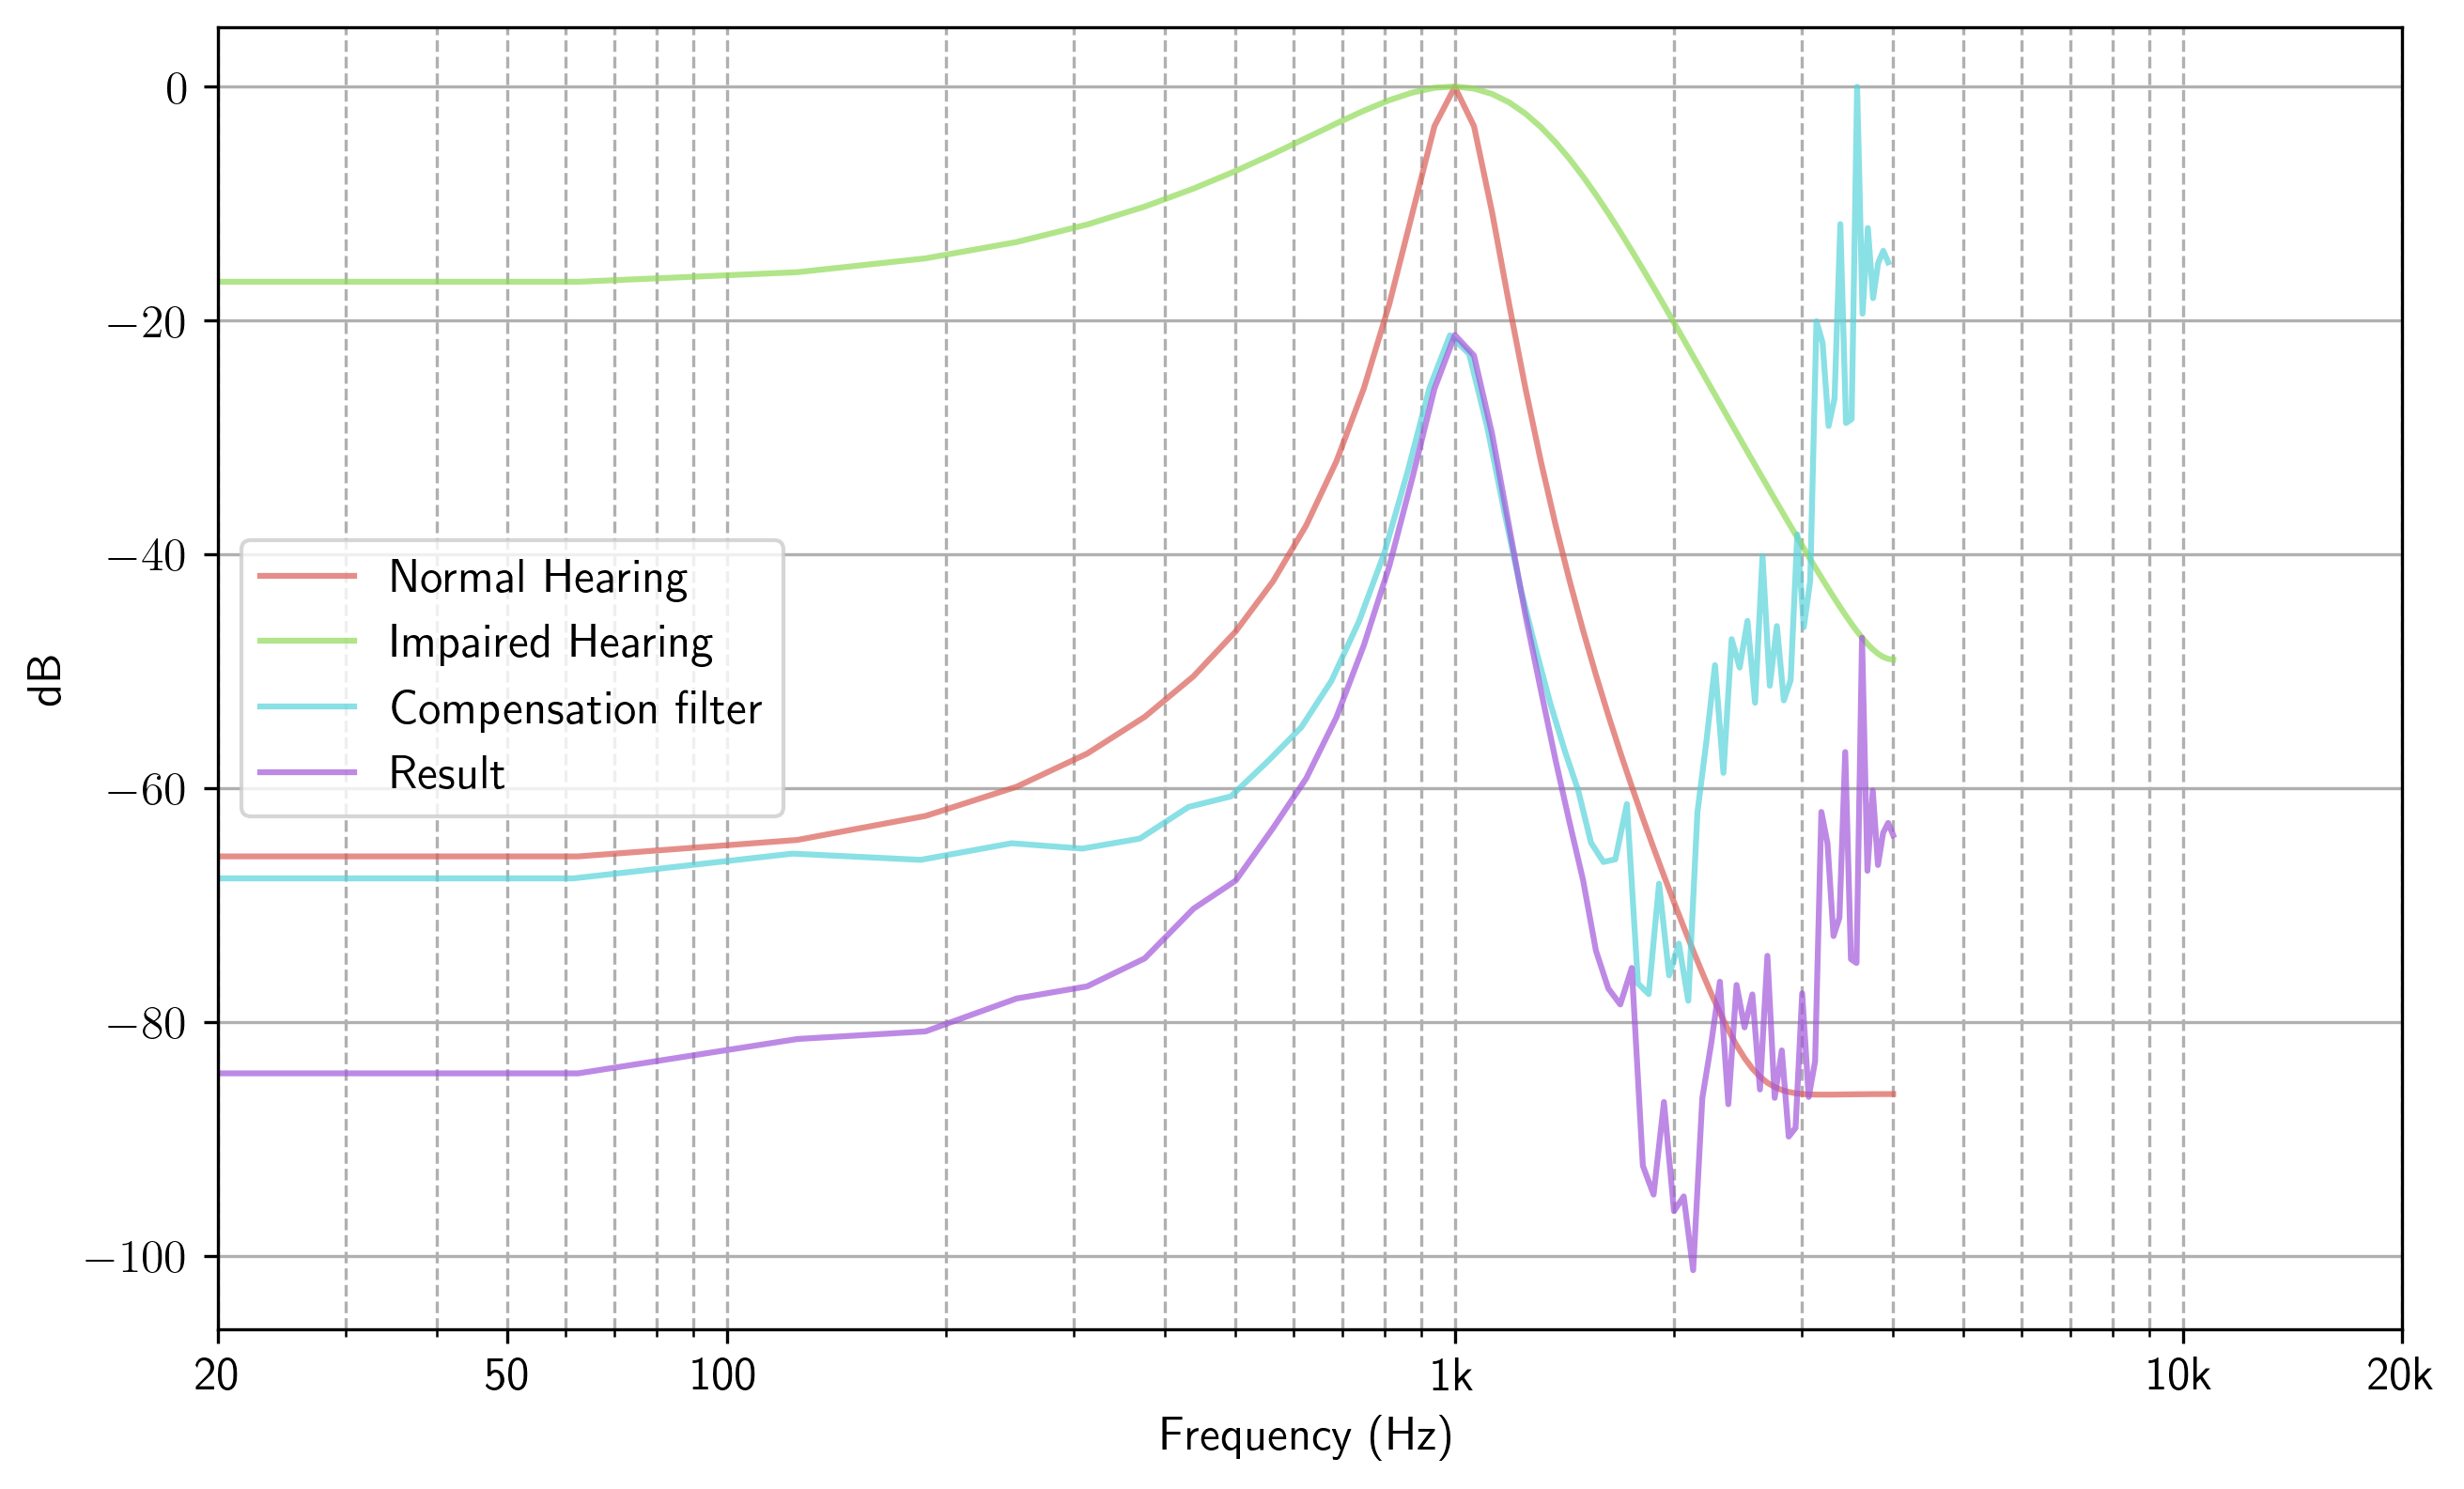 0
−20
−40
−60
−80
−100
dB
Normal Hearing
Impaired Hearing
Compensation filter
Result
20 50 100 1k 10k 20k
Frequency (Hz)